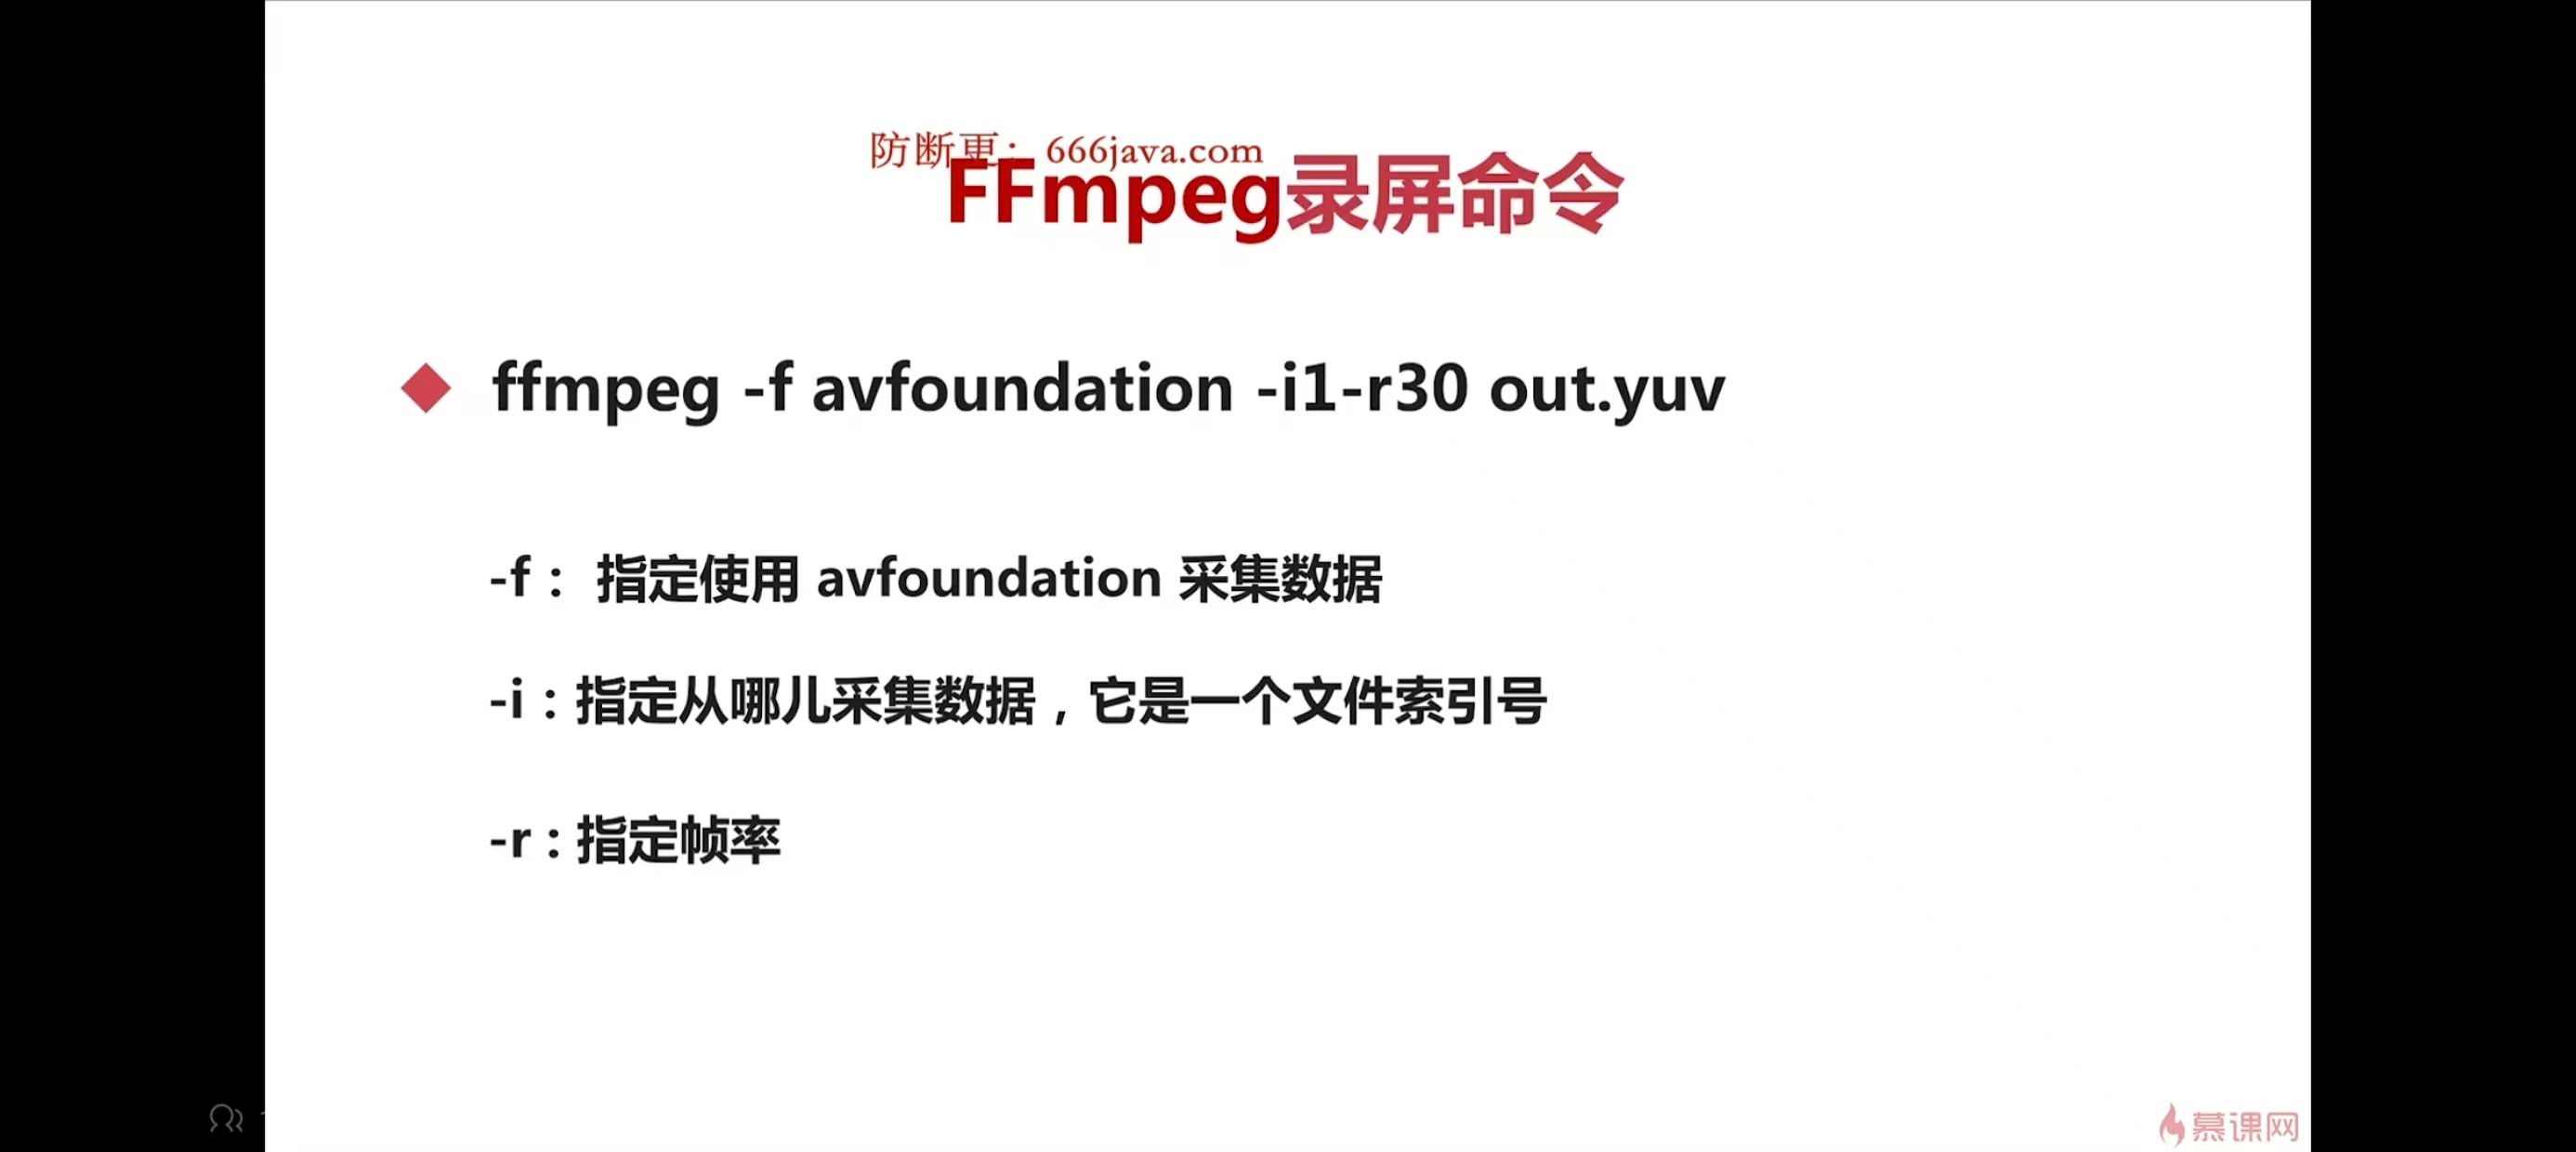 防断更：666java.com
FFmpeg录屏命令
ffmpeg -f avfoundation -i1-r30 out.yuv
-f： 指定使用 avfoundation 采集数据
-i：指定从哪儿采集数据，它是一个文件索引号
-r：指定帧率
慕课网